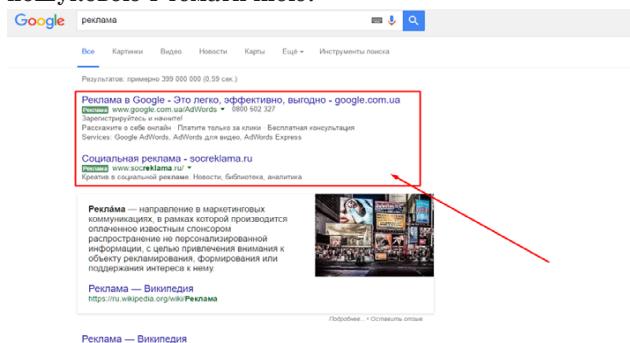 Google
реклама
Все Картинки Видео Новости Карты Ещё Инструменты поиска
Результатов: примерно 399 000 000 (0,59 сек.)
Реклама в Google - Это легко, эффективно, выгодно - google.com.ua
Реклама www.google.com.ua/AdWords 0800 502 327
Зарегистрируйтесь и начните!
Расскажите о себе онлайн · Платите только за клики · Бесплатная консультация
Services: Google AdWords, AdWords для видео, AdWords Express
Социальная реклама - socreklama.ru
Реклама www.socreklama.ru/
Креатив в социальной рекламе. Новости, библиотека, аналитика
Рекла́ма — направление в маркетинговых
коммуникациях, в рамках которой производится
оплаченное известным спонсором
распространение не персонализированной
информации, с целью привлечения внимания к
объекту рекламирования, формирования или
поддержания интереса к нему.
Реклама — Википедия
https://ru.wikipedia.org/wiki/Реклама
Подробнее... • Оставить отзыв
Реклама — Википедия